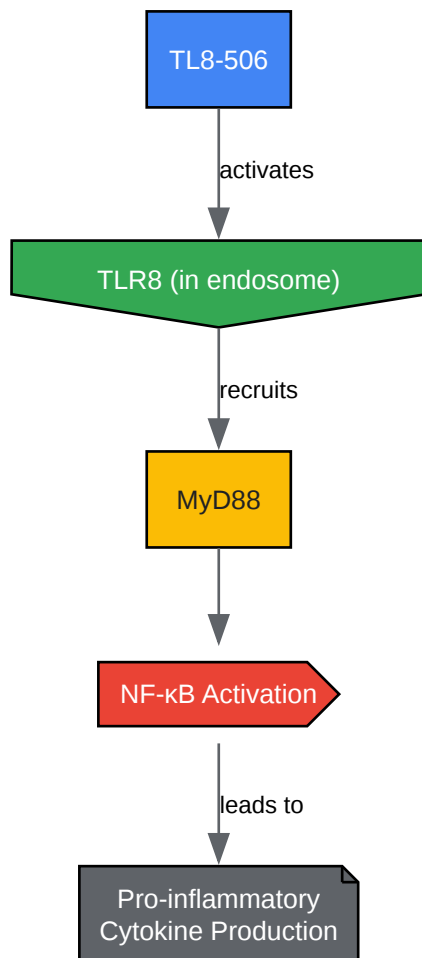 TL8-506
activates
TLR8 (in endosome)
recruits
MyD88
NF-κB Activation
leads to
Pro-inflammatory
Cytokine Production